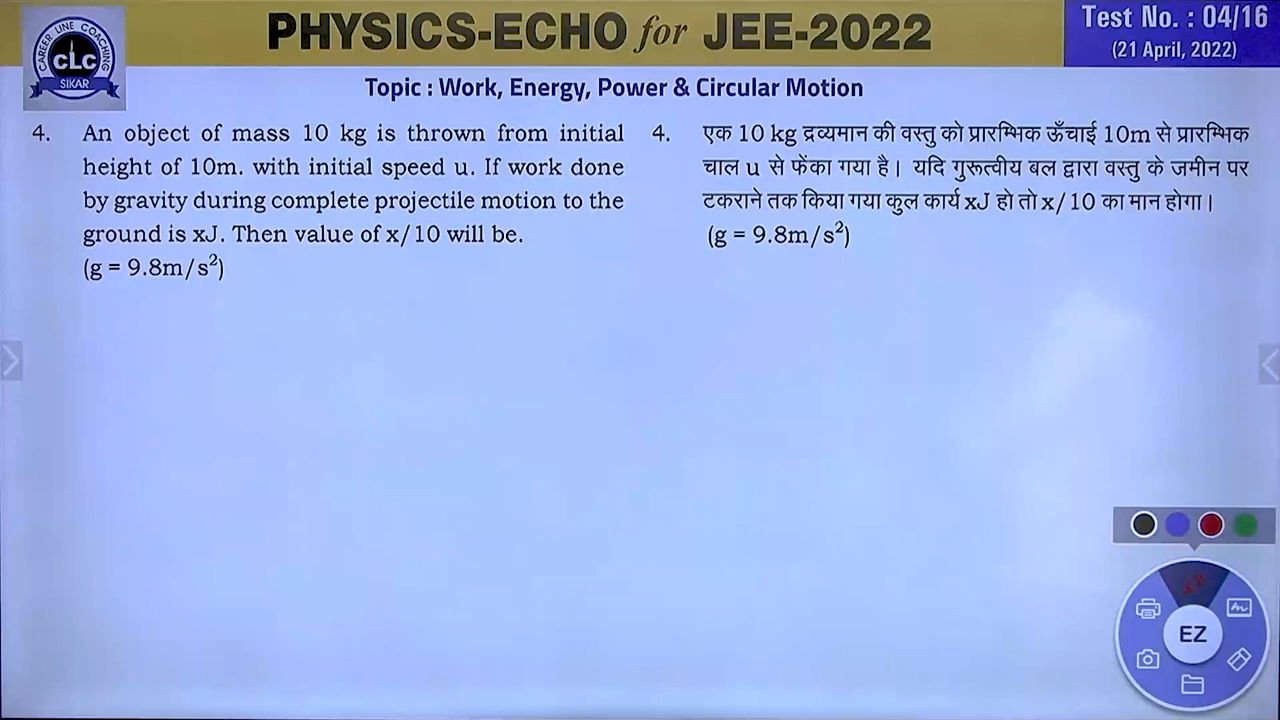 CAREER LINE COACHING
CLC
SIKAR
PHYSICS-ECHO for JEE-2022
Test No. : 04/16
(21 April, 2022)
Topic : Work, Energy, Power & Circular Motion
4. An object of mass 10 kg is thrown from initial
height of 10m. with initial speed u. If work done
by gravity during complete projectile motion to the
ground is xJ. Then value of x/10 will be.
(g = 9.8m/s²)
4. एक 10 kg द्रव्यमान की वस्तु को प्रारम्भिक ऊँचाई 10m से प्रारम्भिक
चाल u से फेंका गया है। यदि गुरूत्वीय बल द्वारा वस्तु के जमीन पर
टकराने तक किया गया कुल कार्य xJ हो तो x/10 का मान होगा।
(g = 9.8m/s²)
EZ